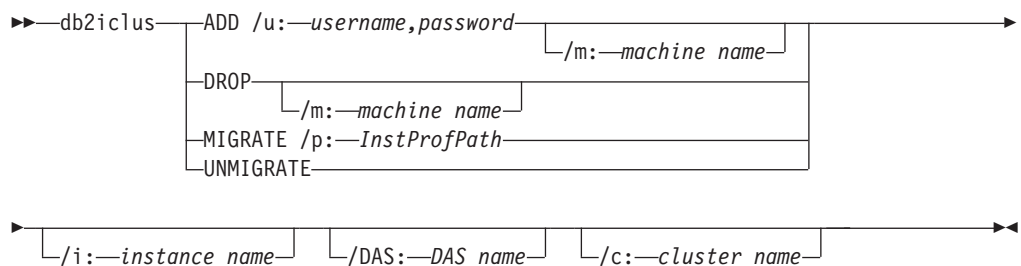 db2iclus ADD /u: username,password
/m: machine name
DROP
/m: machine name
MIGRATE /p: InstProfPath
UNMIGRATE
/i: instance name /DAS: DAS name /c: cluster name